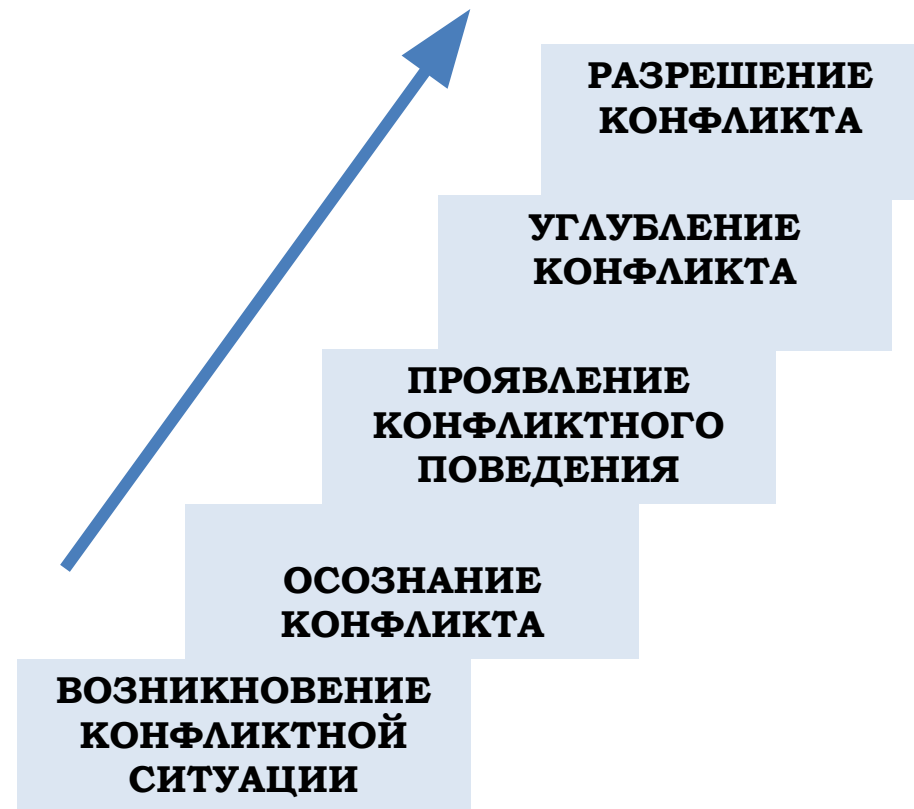 РАЗРЕШЕНИЕ
КОНФЛИКТА
УГЛУБЛЕНИЕ
КОНФЛИКТА
ПРОЯВЛЕНИЕ
КОНФЛИКТНОГО
ПОВЕДЕНИЯ
ОСОЗНАНИЕ
КОНФЛИКТА
ВОЗНИКНОВЕНИЕ
КОНФЛИКТНОЙ
СИТУАЦИИ